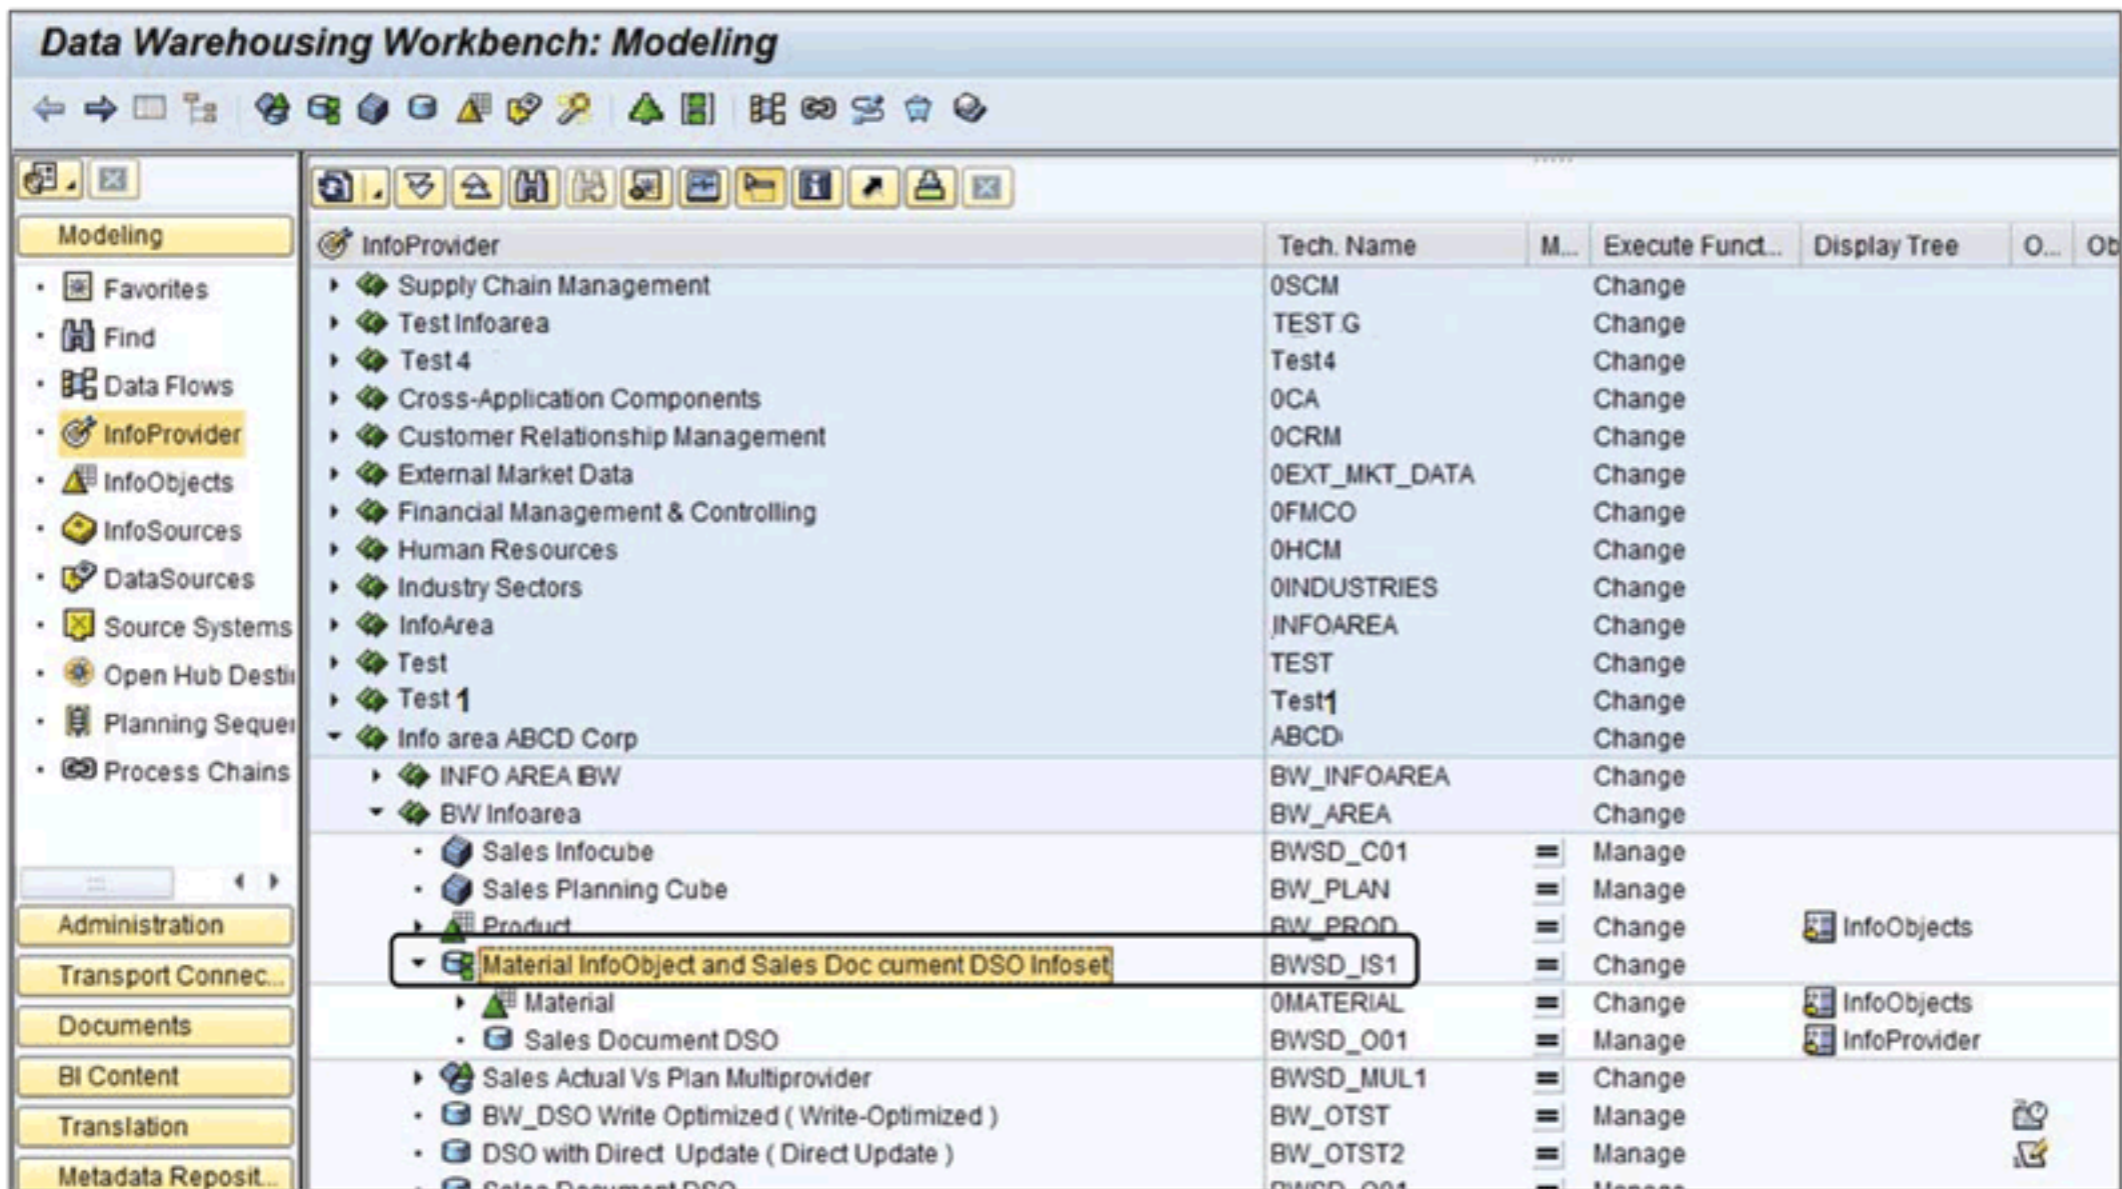 Data Warehousing Workbench: Modeling
Modeling
Favorites
Find
Data Flows
InfoProvider
InfoObjects
InfoSources
DataSources
Source Systems
Open Hub Desti
Planning Sequer
Process Chains
Administration
Transport Connec...
Documents
BI Content
Translation
Metadata Reposit...
InfoProvider Tech. Name M... Execute Funct... Display Tree O... Ob
Supply Chain Management 0SCM Change
Test Infoarea TEST.G Change
Test 4 Test4 Change
Cross-Application Components 0CA Change
Customer Relationship Management 0CRM Change
External Market Data 0EXT_MKT_DATA Change
Financial Management & Controlling 0FMCO Change
Human Resources 0HCM Change
Industry Sectors 0INDUSTRIES Change
InfoArea INFOAREA Change
Test TEST Change
Test 1 Test1 Change
Info area ABCD Corp ABCD Change
INFO AREA BW BW_INFOAREA Change
BW Infoarea BW_AREA Change
Sales Infocube BWSD_C01 = Manage
Sales Planning Cube BW_PLAN = Manage
Product BW_PROD = Change InfoObjects
Material InfoObject and Sales Doc cument DSO Infoset BWSD_IS1 = Change
Material 0MATERIAL = Change InfoObjects
Sales Document DSO BWSD_O01 = Manage InfoProvider
Sales Actual Vs Plan Multiprovider BWSD_MUL1 = Change
BW_DSO Write Optimized ( Write-Optimized ) BW_OTST = Manage
DSO with Direct Update ( Direct Update ) BW_OTST2 = Manage
Sales Document DSO BWSD_O01 = Manage